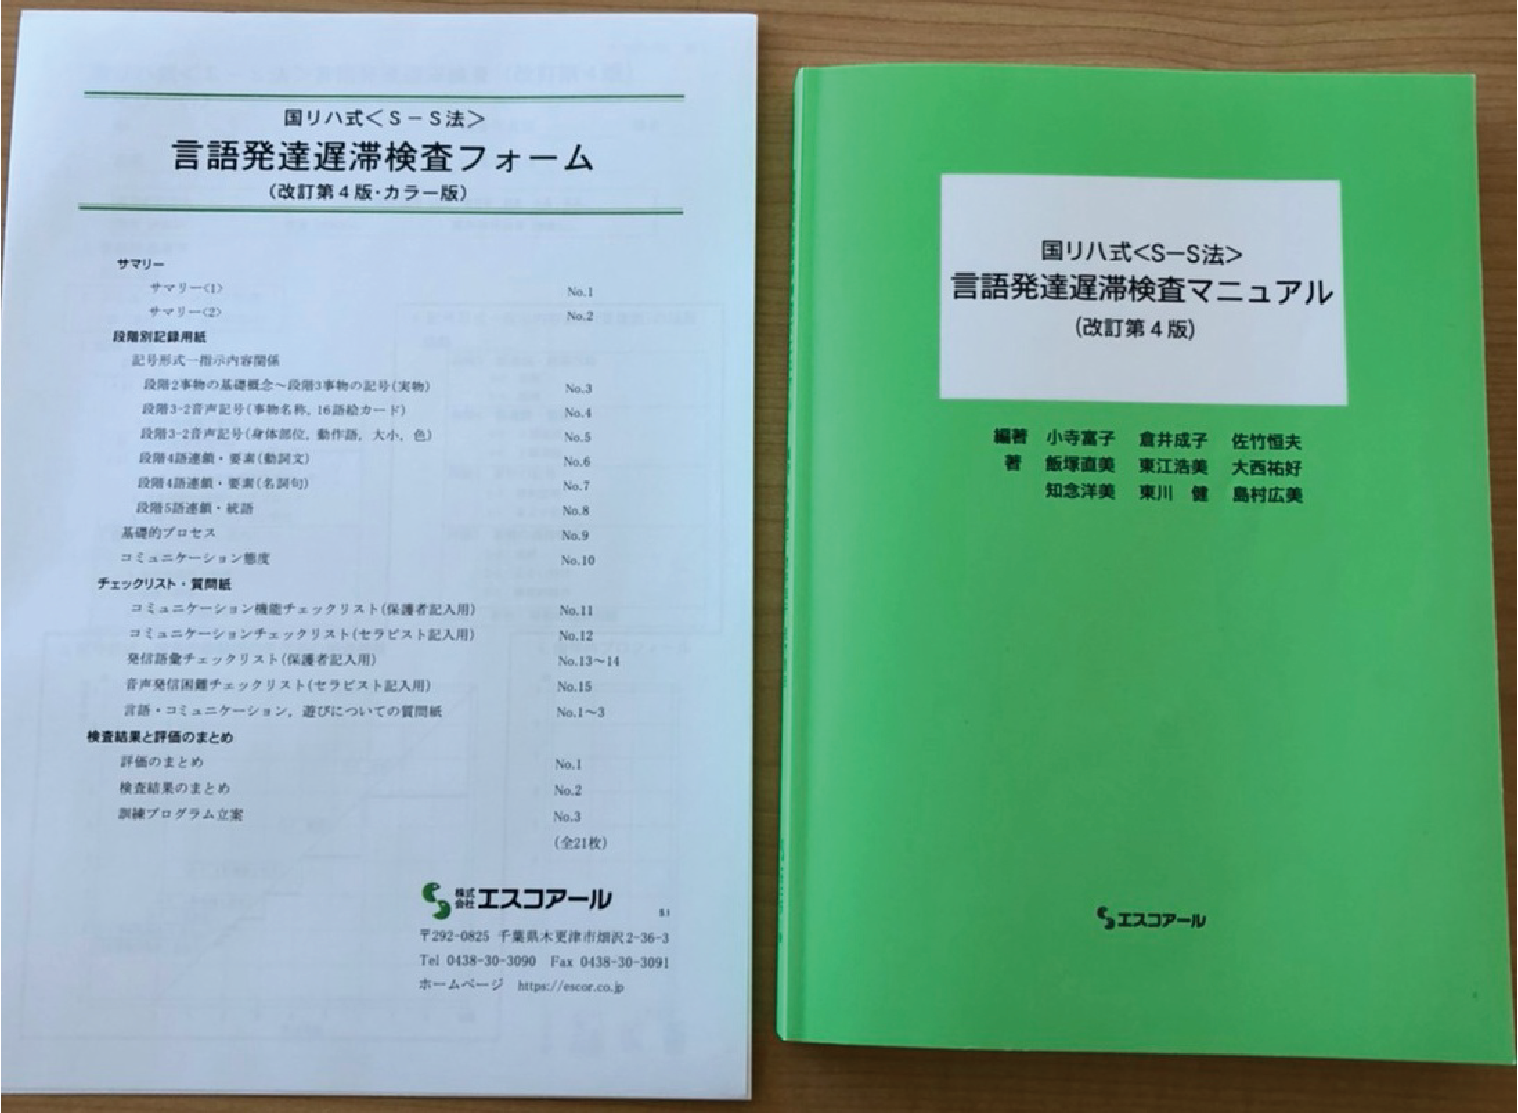 国リハ式＜S－S法＞
言語発達遅滞検査フォーム
（改訂第4版・カラー版）
サマリー
サマリー<1> No.1
サマリー<2> No.2
段階別記録用紙
記号形式－指示内容関係
段階2事物の基礎概念～段階3事物の記号(実物) No.3
段階3-2音声記号(事物名称, 16語絵カード) No.4
段階3-2音声記号(身体部位, 動作語, 大小, 色) No.5
段階4語連鎖・要素(動詞文) No.6
段階4語連鎖・要素(名詞句) No.7
段階5語連鎖・統語 No.8
基礎的プロセス No.9
コミュニケーション態度 No.10
チェックリスト・質問紙
コミュニケーション機能チェックリスト(保護者記入用) No.11
コミュニケーションチェックリスト(セラピスト記入用) No.12
発信語彙チェックリスト(保護者記入用) No.13～14
音声発信困難チェックリスト(セラピスト記入用) No.15
言語・コミュニケーション, 遊びについての質問紙 No.1～3
検査結果と評価のまとめ
評価のまとめ No.1
検査結果のまとめ No.2
訓練プログラム立案 No.3
(全21枚)
株式会社エスコアール
〒292-0825 千葉県木更津市畑沢2-36-3
Tel 0438-30-3090 Fax 0438-30-3091
ホームページ https://escor.co.jp
国リハ式<S－S法>
言語発達遅滞検査マニュアル
(改訂第4版)
編著 小寺富子 倉井成子 佐竹恒夫
著 飯塚直美 東江浩美 大西祐好
知念洋美 東川 健 島村広美
エスコアール